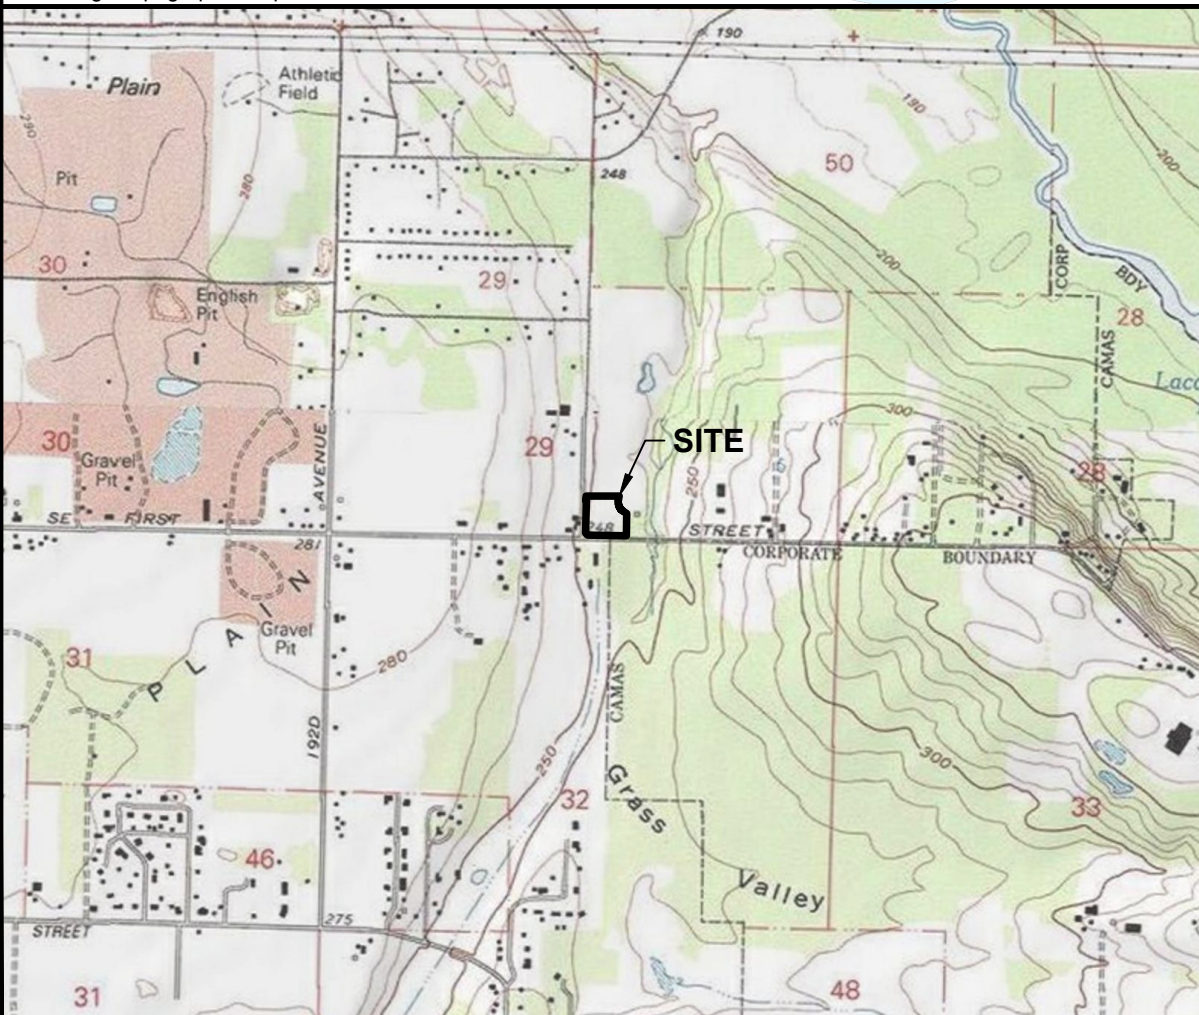 190
Plain
Athletic
Field
290
190
200
Pit
280
248
50
30
29
200
CORP
BDY
English
Pit
28
CAMAS
300
30
Gravel
Pit
AVENUE
29
SITE
250
28
SE FIRST
248
STREET
281
CORPORATE BOUNDARY
PLAIN
Gravel
Pit
31
280
CAMAS
192D
250
300
32
Grass
Valley
33
46
275
STREET
31
48